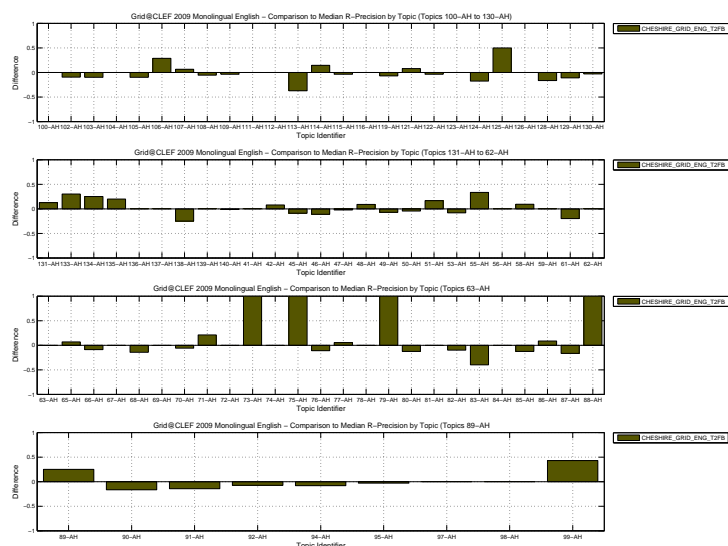 Grid@CLEF 2009 Monolingual English − Comparison to Median R−Precision by Topic (Topics 100−AH to 130−AH)
CHESHIRE_GRID_ENG_T2FB
1
0.5
0
−0.5
−1
Difference
100−AH 102−AH 103−AH 104−AH 105−AH 106−AH 107−AH 108−AH 109−AH 111−AH 112−AH 113−AH 114−AH 115−AH 116−AH 119−AH 121−AH 122−AH 123−AH 124−AH 125−AH 126−AH 128−AH 129−AH 130−AH
Topic Identifier
Grid@CLEF 2009 Monolingual English − Comparison to Median R−Precision by Topic (Topics 131−AH to 62−AH)
CHESHIRE_GRID_ENG_T2FB
1
0.5
0
−0.5
−1
Difference
131−AH 133−AH 134−AH 135−AH 136−AH 137−AH 138−AH 139−AH 140−AH 41−AH 42−AH 45−AH 46−AH 47−AH 48−AH 49−AH 50−AH 51−AH 53−AH 55−AH 56−AH 58−AH 59−AH 61−AH 62−AH
Topic Identifier
Grid@CLEF 2009 Monolingual English − Comparison to Median R−Precision by Topic (Topics 63−AH
CHESHIRE_GRID_ENG_T2FB
1
0.5
0
−0.5
−1
Difference
63−AH 65−AH 66−AH 67−AH 68−AH 69−AH 70−AH 71−AH 72−AH 73−AH 74−AH 75−AH 76−AH 77−AH 78−AH 79−AH 80−AH 81−AH 82−AH 83−AH 84−AH 85−AH 86−AH 87−AH 88−AH
Topic Identifier
Grid@CLEF 2009 Monolingual English − Comparison to Median R−Precision by Topic (Topics 89−AH
CHESHIRE_GRID_ENG_T2FB
1
0.5
0
−0.5
−1
Difference
89−AH 90−AH 91−AH 92−AH 94−AH 95−AH 97−AH 98−AH 99−AH
Topic Identifier